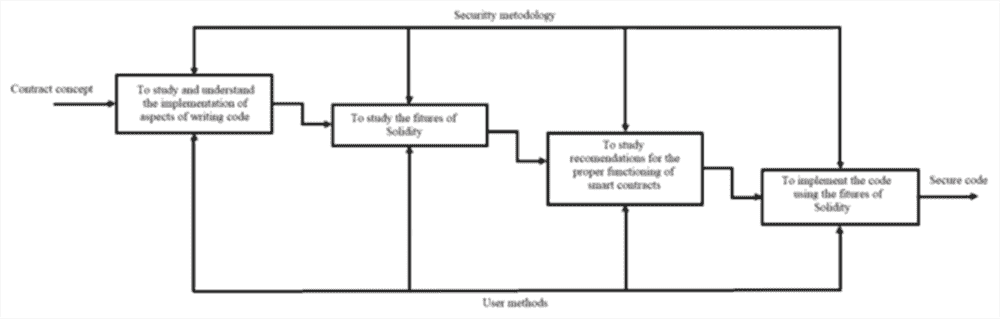 Securitty metodology
Contract concept
To study and understand
the implementation of
aspects of writing code
To study the fitures of
Solidity
To study
recomendations for the
proper functioning of
smart contracts
To implement the code
using the fitures of
Solidity
Secure code
User methods